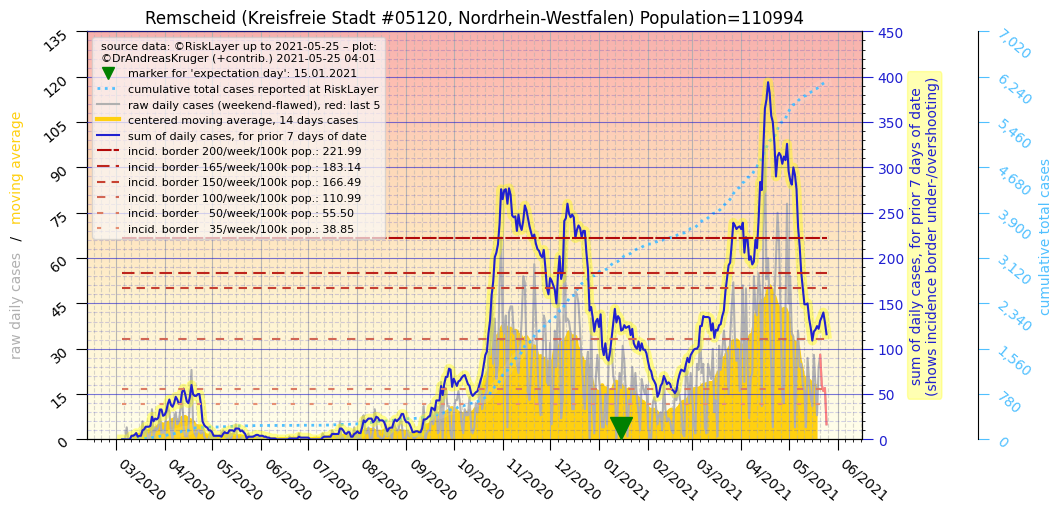 Remscheid (Kreisfreie Stadt #05120, Nordrhein-Westfalen) Population=110994
source data: ©RiskLayer up to 2021-05-25 – plot:
©DrAndreasKruger (+contrib.) 2021-05-25 04:01
marker for 'expectation day': 15.01.2021
cumulative total cases reported at RiskLayer
raw daily cases (weekend-flawed), red: last 5
centered moving average, 14 days cases
sum of daily cases, for prior 7 days of date
incid. border 200/week/100k pop.: 221.99
incid. border 165/week/100k pop.: 183.14
incid. border 150/week/100k pop.: 166.49
incid. border 100/week/100k pop.: 110.99
incid. border   50/week/100k pop.: 55.50
incid. border   35/week/100k pop.: 38.85
raw daily cases / moving average
135
120
105
90
75
60
45
30
15
0
450
400
350
300
250
200
150
100
50
0
sum of daily cases, for prior 7 days of date
(shows incidence border under-/overshooting)
7,020
6,240
5,460
4,680
3,900
3,120
2,340
1,560
780
0
cumulative total cases
03/2020
04/2020
05/2020
06/2020
07/2020
08/2020
09/2020
10/2020
11/2020
12/2020
01/2021
02/2021
03/2021
04/2021
05/2021
06/2021